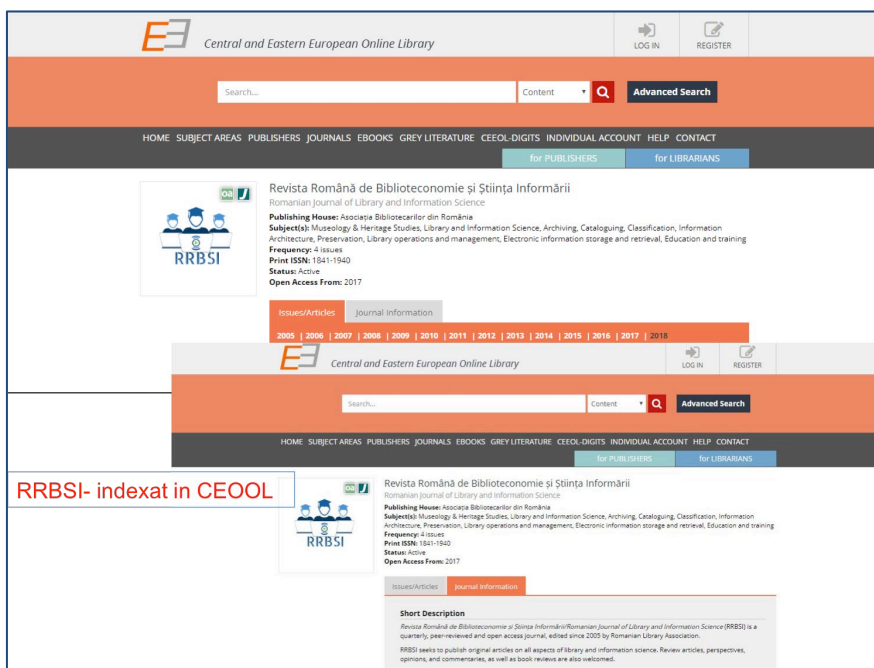 Central and Eastern European Online Library
LOG IN
REGISTER
Search...
Content
Advanced Search
HOME SUBJECT AREAS PUBLISHERS JOURNALS EBOOKS GREY LITERATURE CEEOL-DIGITS INDIVIDUAL ACCOUNT HELP CONTACT
for PUBLISHERS
for LIBRARIANS
oa
RRBSI
Revista Română de Biblioteconomie și Știința Informării
Romanian Journal of Library and Information Science
Publishing House: Asociația Bibliotecarilor din România
Subject(s): Museology & Heritage Studies, Library and Information Science, Archiving, Cataloguing, Classification, Information
Architecture, Preservation, Library operations and management, Electronic information storage and retrieval, Education and training
Frequency: 4 issues
Print ISSN: 1841-1940
Status: Active
Open Access From: 2017
Issues/Articles
Journal Information
2005 | 2006 | 2007 | 2008 | 2009 | 2010 | 2011 | 2012 | 2013 | 2014 | 2015 | 2016 | 2017 | 2018
Central and Eastern European Online Library
LOG IN
REGISTER
Search...
Content
Advanced Search
HOME SUBJECT AREAS PUBLISHERS JOURNALS EBOOKS GREY LITERATURE CEEOL-DIGITS INDIVIDUAL ACCOUNT HELP CONTACT
for PUBLISHERS
for LIBRARIANS
RRBSI- indexat in CEOOL
oa
RRBSI
Revista Română de Biblioteconomie și Știința Informării
Romanian Journal of Library and Information Science
Publishing House: Asociația Bibliotecarilor din România
Subject(s): Museology & Heritage Studies, Library and Information Science, Archiving, Cataloguing, Classification, Information
Architecture, Preservation, Library operations and management, Electronic information storage and retrieval, Education and training
Frequency: 4 issues
Print ISSN: 1841-1940
Status: Active
Open Access From: 2017
Issues/Articles
Journal Information
Short Description
Revista Română de Biblioteconomie și Știința Informării/Romanian Journal of Library and Information Science (RRBSI) is a
quarterly, peer-reviewed and open access journal, edited since 2005 by Romanian Library Association.
RRBSI seeks to publish original articles on all aspects of library and information science. Review articles, perspectives,
opinions, and commentaries, as well as book reviews are also welcomed.